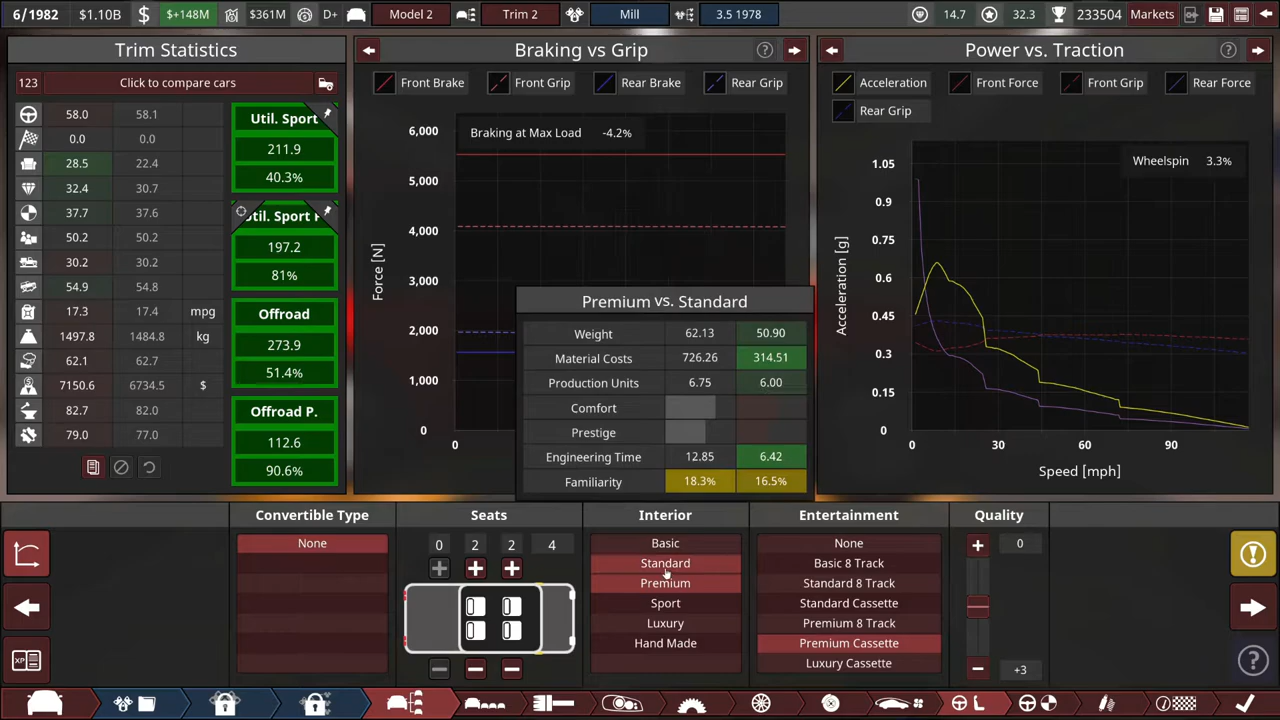 6/1982 $ $1.10B $+148M $361M D+ Model 2 Trim 2 Mill 3.5 1978 14.7 32.3 233504 Markets
Trim Statistics
123 Click to compare cars
58.0 58.1
0.0 0.0
28.5 22.4
32.4 30.7
37.7 37.6
50.2 50.2
30.2 30.2
54.9 54.8
17.3 17.4 mpg
1497.8 1484.8 kg
62.1 62.7
7150.6 6734.5 $
82.7 82.0
79.0 77.0
Util. Sport
211.9
40.3%
Util. Sport
197.2
81%
Offroad
273.9
51.4%
Offroad P.
112.6
90.6%
Braking vs Grip ?
Front Brake Front Grip Rear Brake Rear Grip
Braking at Max Load -4.2%
Force [N]
6,000
5,000
4,000
3,000
2,000
1,000
0
0
Power vs. Traction ?
Acceleration Front Force Front Grip Rear Force
Rear Grip
Wheelspin 3.3%
Acceleration [g]
1.05
0.9
0.75
0.6
0.45
0.3
0.15
0
0 30 60 90
Speed [mph]
Premium vs. Standard
Weight 62.13 50.90
Material Costs 726.26 314.51
Production Units 6.75 6.00
Comfort
Prestige
Engineering Time 12.85 6.42
Familiarity 18.3% 16.5%
Convertible Type
None
Seats
0 2 2 4
Interior
Basic
Standard
Premium
Sport
Luxury
Hand Made
Entertainment
None
Basic 8 Track
Standard 8 Track
Standard Cassette
Premium 8 Track
Premium Cassette
Luxury Cassette
Quality
+ 0
- +3
XP
?